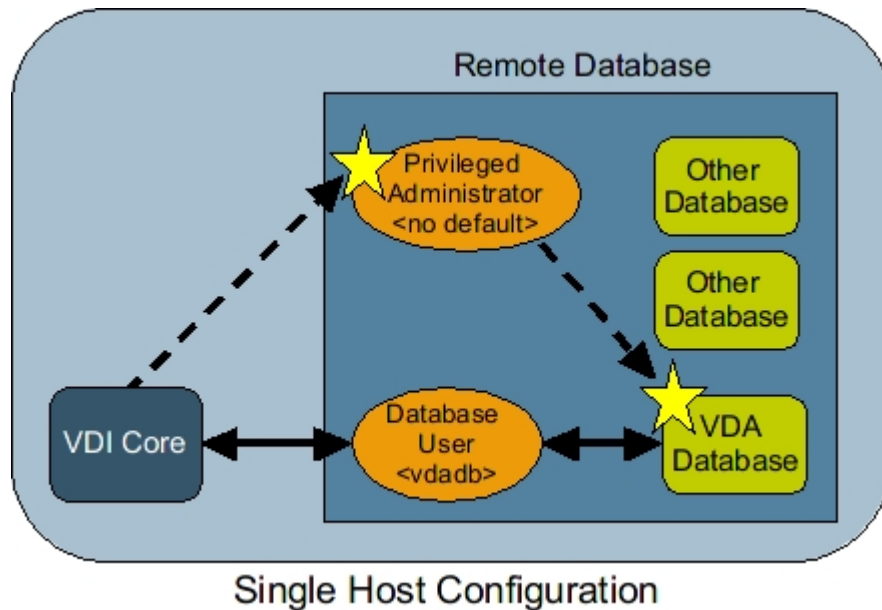 Remote Database
Privileged
Administrator
<no default>
Other
Database
Other
Database
VDI Core
Database
User
<vdadb>
VDA
Database
Single Host Configuration